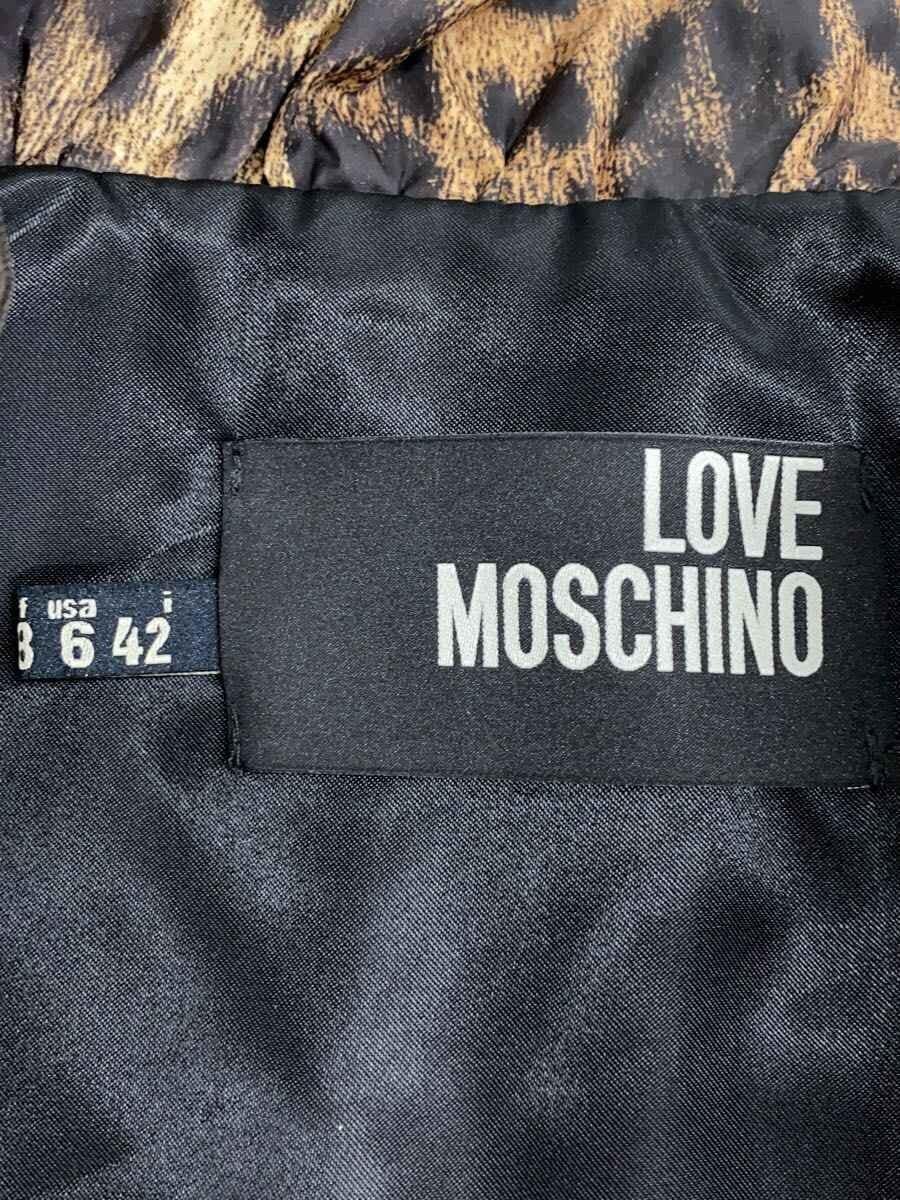 LOVE
MOSCHINO
f usa i
8 6 42